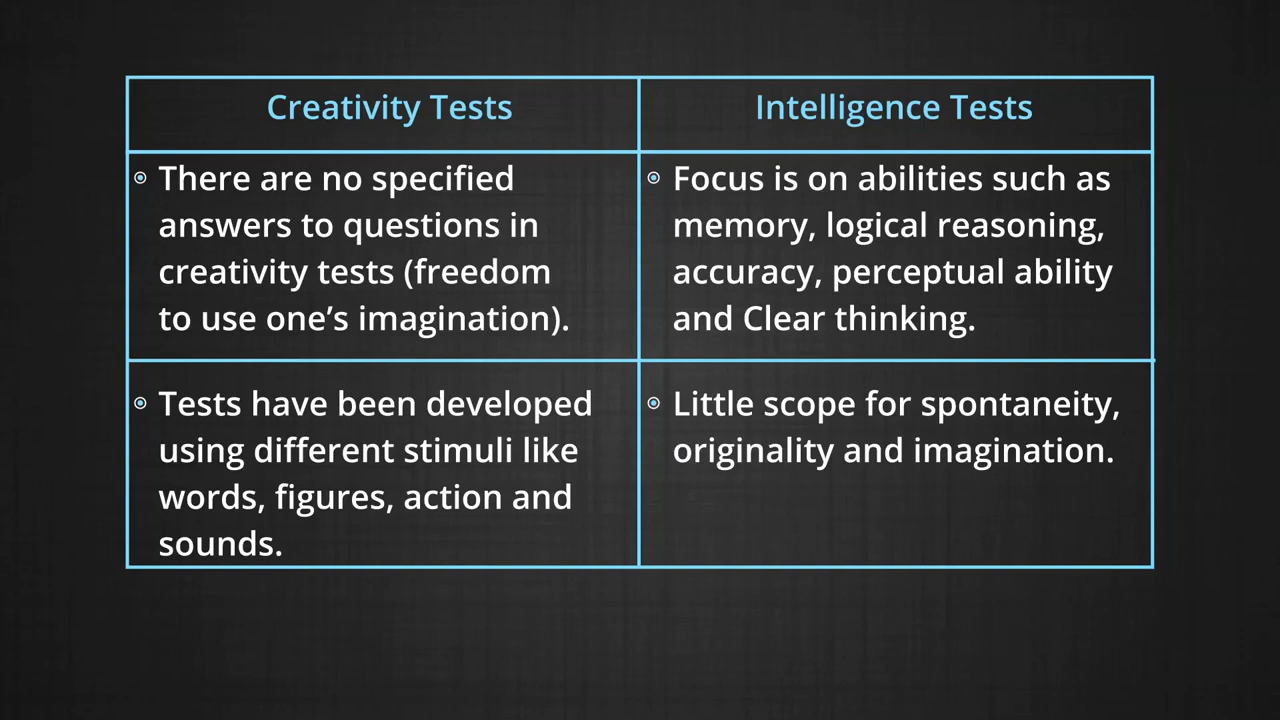 Creativity Tests
Intelligence Tests
There are no specified
answers to questions in
creativity tests (freedom
to use one's imagination).
Focus is on abilities such as
memory, logical reasoning,
accuracy, perceptual ability
and Clear thinking.
Tests have been developed
using different stimuli like
words, figures, action and
sounds.
Little scope for spontaneity,
originality and imagination.